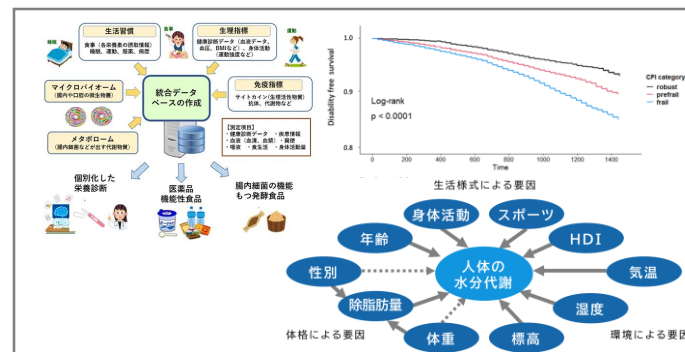 生活習慣
食事（各栄養素の摂取情報）
睡眠、運動、服薬、病歴
睡眠
食事
生理指標
健康診断データ（血液データ、
血圧、BMIなど）、身体活動
（運動強度など）
運動
マイクロバイオーム
（腸内や口腔の微生物叢）
統合データ
ベースの作成
免疫指標
サイトカイン(生理活性物質)
抗体、代謝物など
メタボローム
（腸内細菌などが出す代謝物質）
【測定項目】
・健康診断データ ・疾患情報
・血液（血清、血漿）・糞便
・唾液 ・食生活 ・身体活動量
個別化した
栄養診断
医薬品
機能性食品
腸内細菌の機能
もつ発酵食品
Disability free survival
1.0
0.9
0.8
Log-rank
p < 0.0001
0
200
400
600
800
1000
1200
1400
Time
CFI category
robust
prefrail
frail
生活様式による要因
身体活動
スポーツ
年齢
HDI
性別
人体の
水分代謝
気温
除脂肪量
湿度
体重
標高
体格による要因
環境による要因